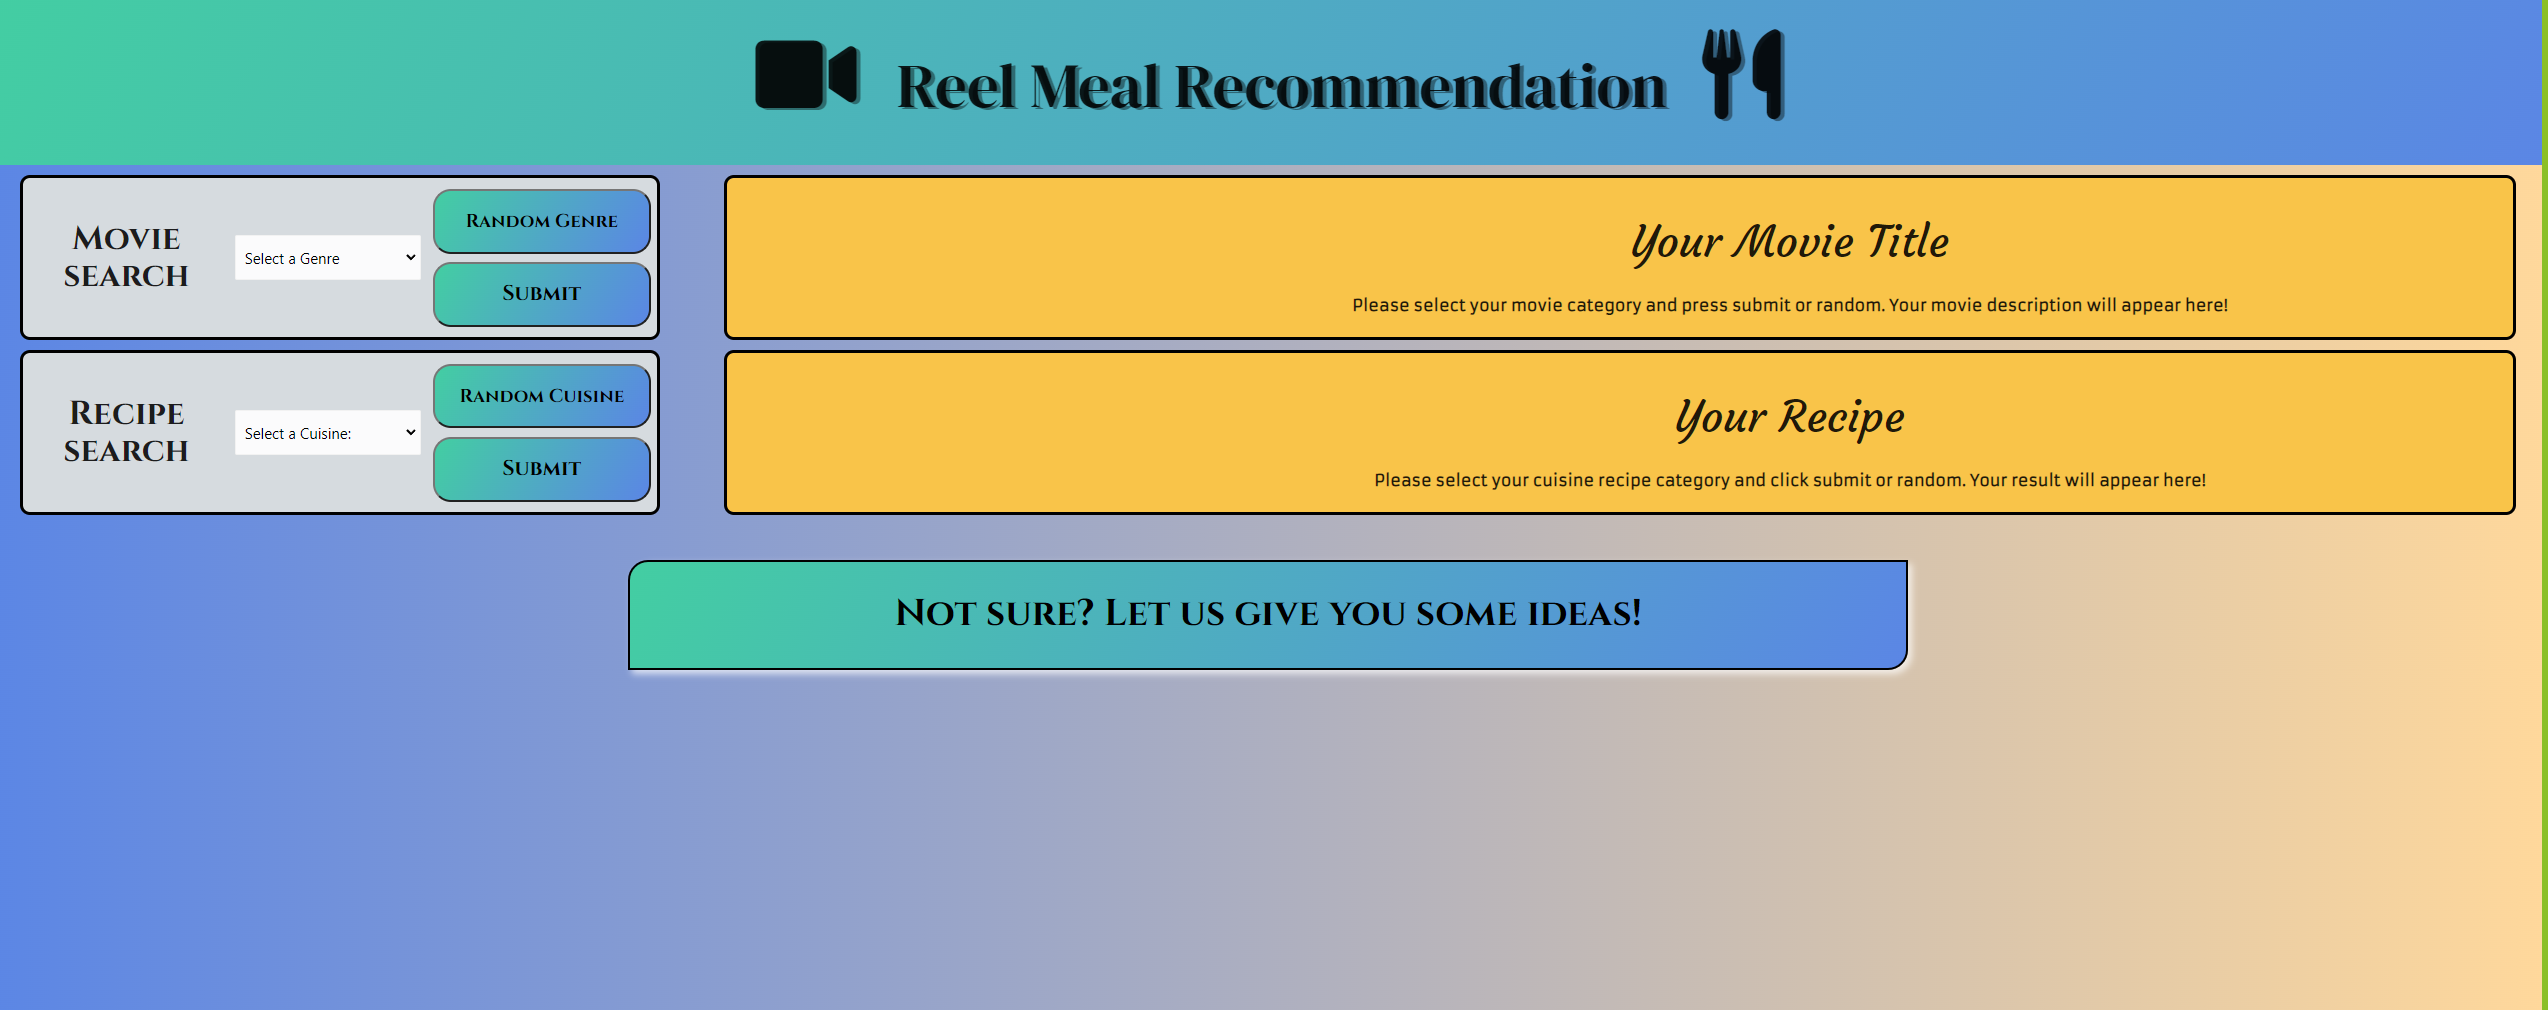 Reel Meal Recommendation
Movie
search
Select a Genre
Random Genre
Submit
Your Movie Title
Please select your movie category and press submit or random. Your movie description will appear here!
Recipe
search
Select a Cuisine:
Random Cuisine
Submit
Your Recipe
Please select your cuisine recipe category and click submit or random. Your result will appear here!
Not sure? Let us give you some ideas!